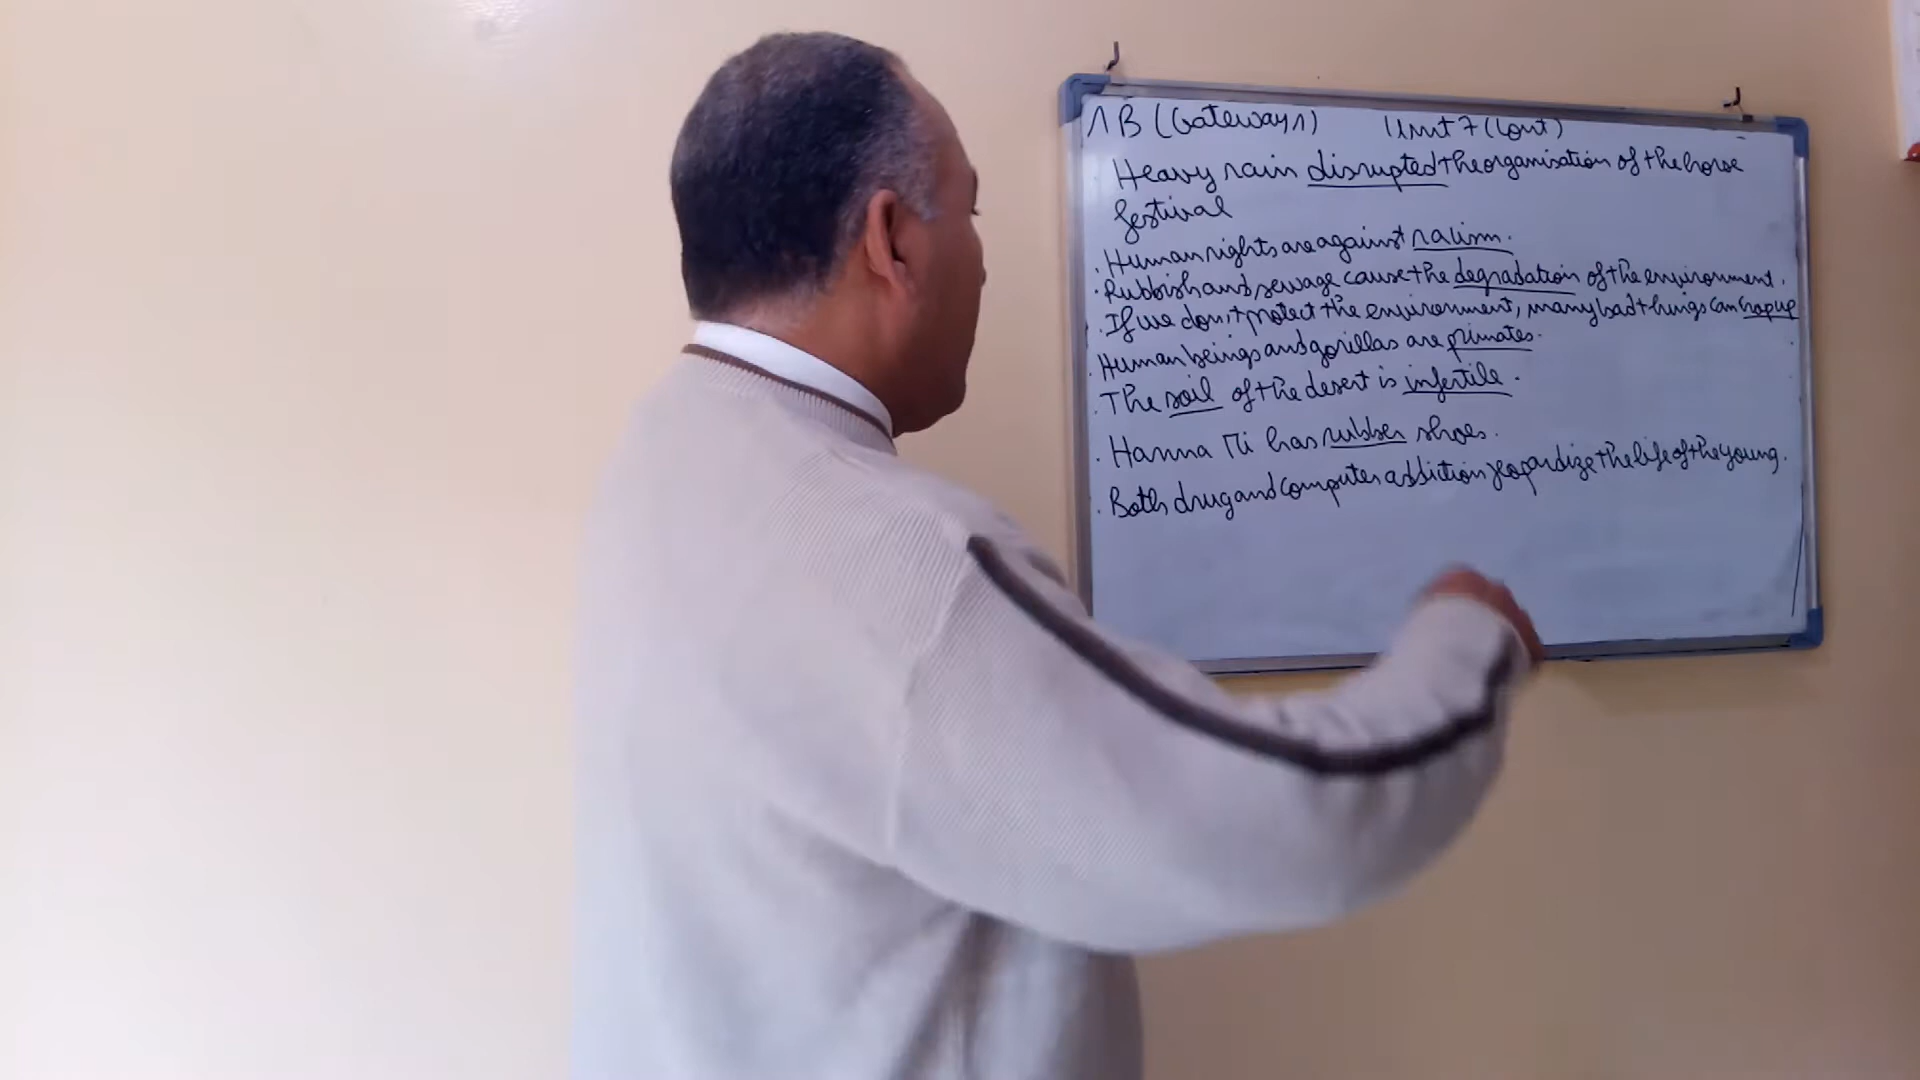 1B (Gateway 1) Unit 7 (Cont)
. Heavy rain disrupted the organisation of the horse
festival
. Human rights are against racism.
. Rubbish and sewage cause the degradation of the environment.
. If we don't protect the environment, many bad things can
. Human beings and gorillas are primates.
. The soil of the desert is infertile.
. Hanna Mi has rubber shoes.
. Both drug and computer addiction jeopardize the life of the young.